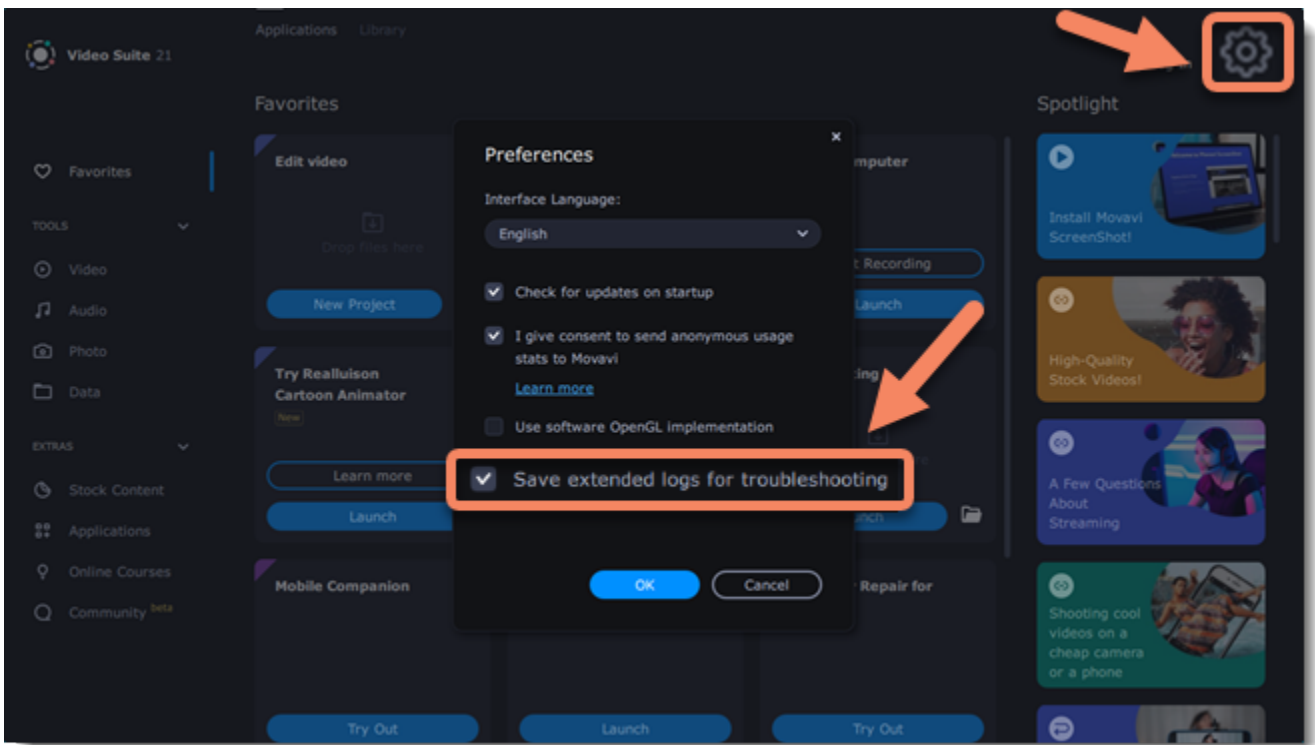 Applications Library
Video Suite 21
Favorites
Spotlight
Favorites
TOOLS
Video
Audio
Photo
Data
EXTRAS
Stock Content
Applications
Online Courses
Community beta
Edit video
Drop files here
New Project
Try Realluison
Cartoon Animator
New
Learn more
Launch
Mobile Companion
Try Out
Launch
Preferences
Interface Language:
English
Check for updates on startup
I give consent to send anonymous usage
stats to Movavi
Learn more
Use software OpenGL implementation
Save extended logs for troubleshooting
OK
Cancel
mputer
t Recording
Launch
ing
unch
Repair for
Try Out
Install Movavi
ScreenShot!
High-Quality
Stock Videos!
A Few Questions
About
Streaming
Shooting cool
videos on a
cheap camera
or a phone